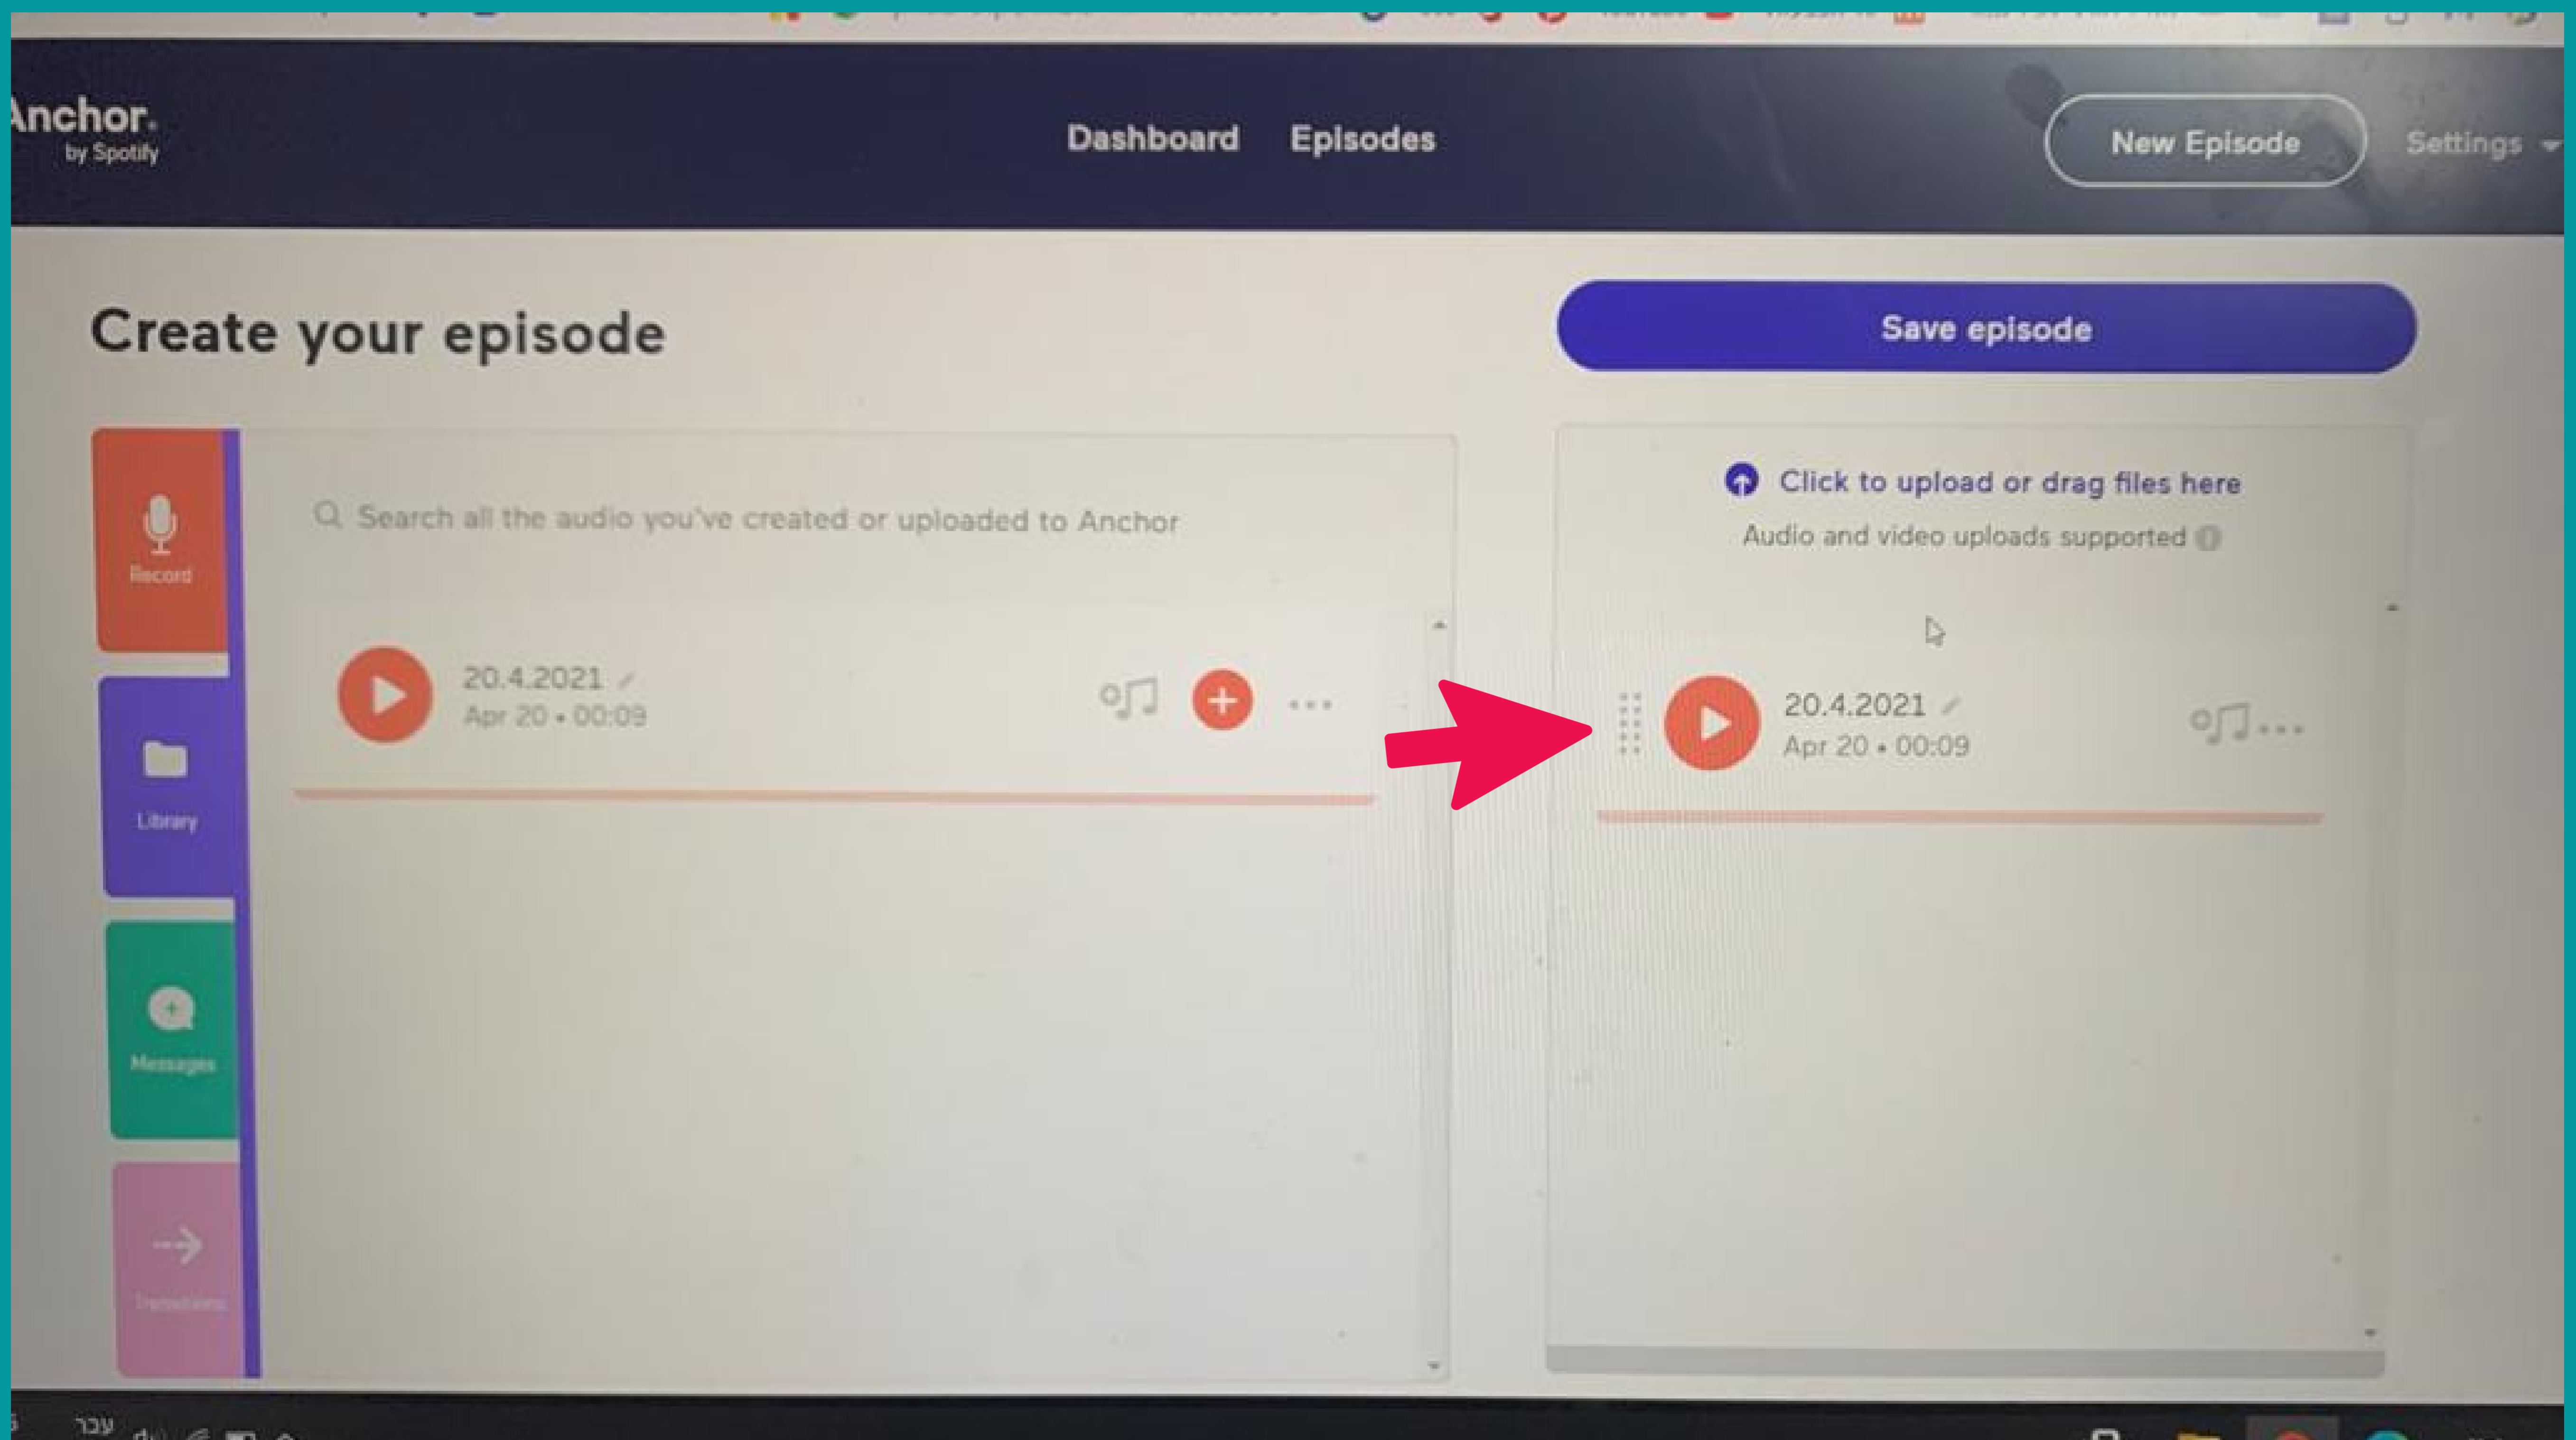 Anchor.
by Spotify
Dashboard
Episodes
New Episode
Settings
Create your episode
Save episode
Record
Search all the audio you've created or uploaded to Anchor
Click to upload or drag files here
Audio and video uploads supported
20.4.2021
Apr 20 • 00:09
20.4.2021
Apr 20 • 00:09
Library
Messages
Transitions
עבר